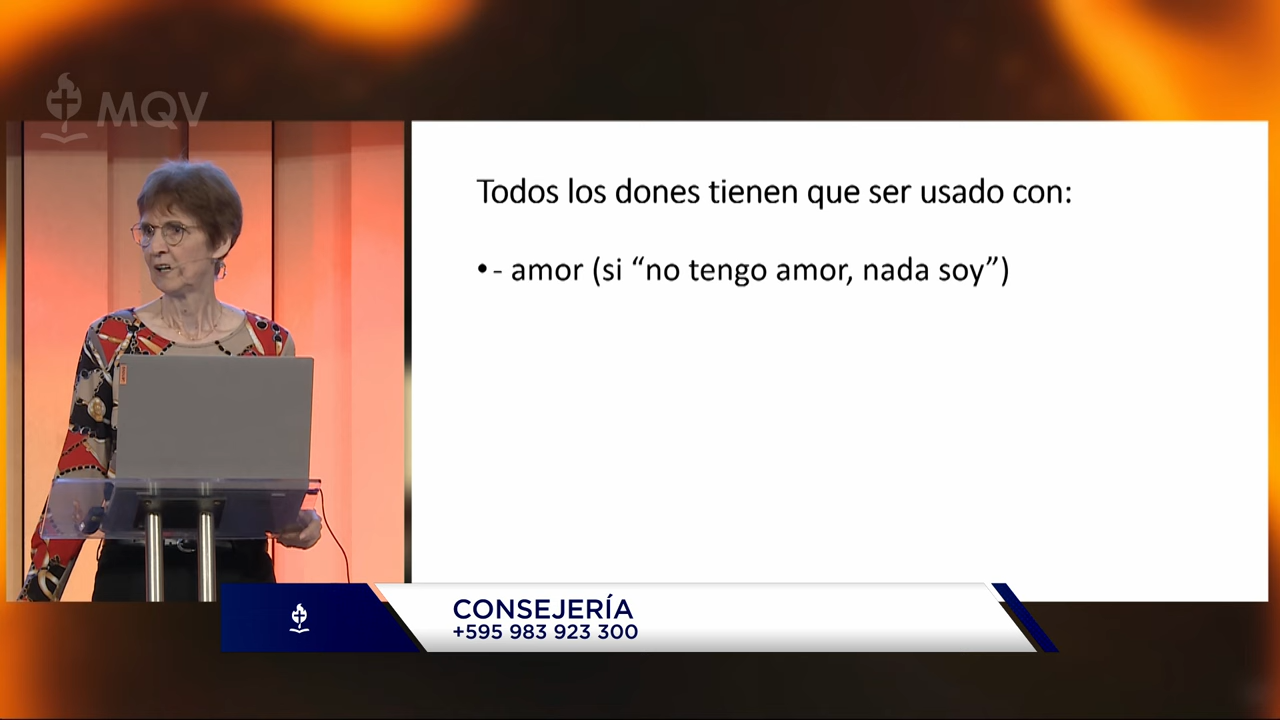 MQV
Todos los dones tienen que ser usado con:
• - amor (si “no tengo amor, nada soy”)
CONSEJERÍA
+595 983 923 300